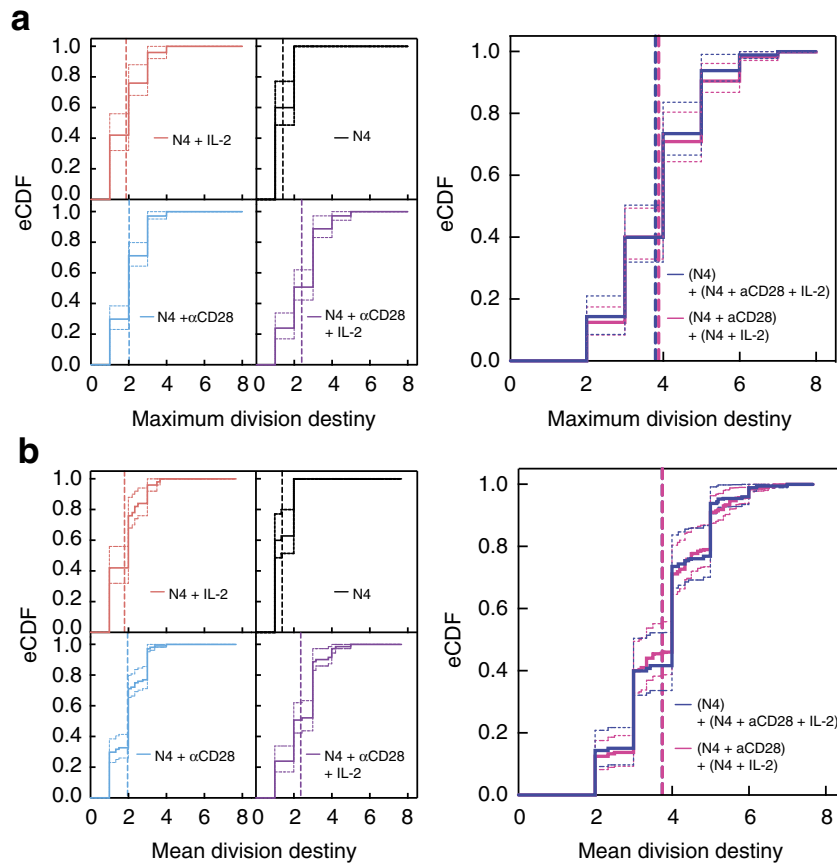 a
eCDF
1.0
0.8
0.6
0.4
0.2
0.0
N4 + IL-2
N4
1.0
0.8
0.6
0.4
0.2
0.0
N4 +αCD28
N4 + αCD28
+ IL-2
0 2 4 6 8 0 2 4 6 8
Maximum division destiny
eCDF
1.0
0.8
0.6
0.4
0.2
0.0
(N4)
+ (N4 + aCD28 + IL-2)
(N4 + aCD28)
+ (N4 + IL-2)
0 2 4 6 8
Maximum division destiny
b
eCDF
1.0
0.8
0.6
0.4
0.2
0.0
N4 + IL-2
N4
1.0
0.8
0.6
0.4
0.2
0.0
N4 + αCD28
N4 + αCD28
+ IL-2
0 2 4 6 8 0 2 4 6 8
Mean division destiny
eCDF
1.0
0.8
0.6
0.4
0.2
0.0
(N4)
+ (N4 + aCD28 + IL-2)
(N4 + aCD28)
+ (N4 + IL-2)
0 2 4 6 8
Mean division destiny